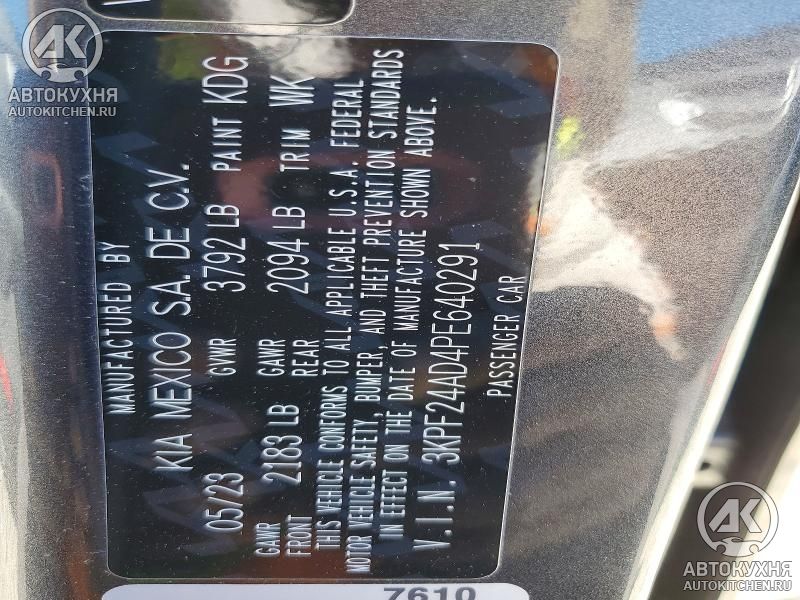 MANUFACTURED BY
KIA MEXICO S.A. DE C.V.
05/23 GVWR 3792 LB PAINT KDG
GAWR FRONT 2183 LB GAWR REAR 2094 LB TRIM WK
THIS VEHICLE CONFORMS TO ALL APPLICABLE U.S.A. FEDERAL
MOTOR VEHICLE SAFETY, BUMPER, AND THEFT PREVENTION STANDARDS
IN EFFECT ON THE DATE OF MANUFACTURE SHOWN ABOVE.
V.I.N. 3KPF24AD4PE640291
PASSENGER CAR
7610
АК
АВТОКУХНЯ
AUTOKITCHEN.RU
АК
АВТОКУХНЯ
AUTOKITCHEN.RU